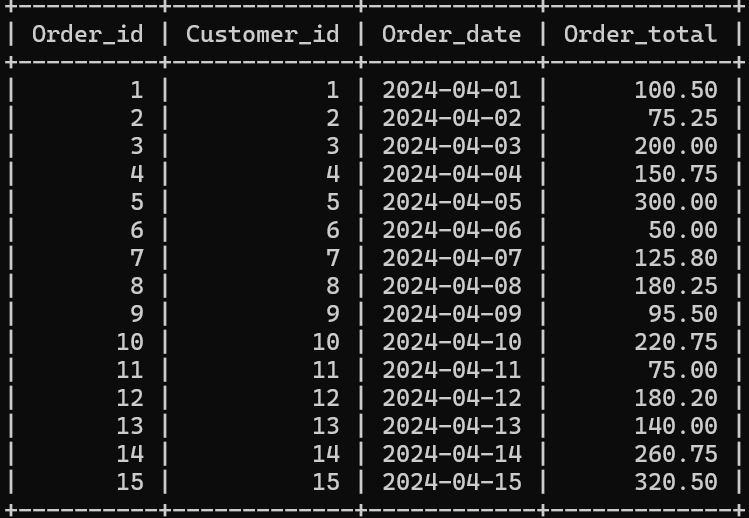 +----------+-------------+------------+-------------+
| Order_id | Customer_id | Order_date | Order_total |
+----------+-------------+------------+-------------+
|        1 |           1 | 2024-04-01 |      100.50 |
|        2 |           2 | 2024-04-02 |       75.25 |
|        3 |           3 | 2024-04-03 |      200.00 |
|        4 |           4 | 2024-04-04 |      150.75 |
|        5 |           5 | 2024-04-05 |      300.00 |
|        6 |           6 | 2024-04-06 |       50.00 |
|        7 |           7 | 2024-04-07 |      125.80 |
|        8 |           8 | 2024-04-08 |      180.25 |
|        9 |           9 | 2024-04-09 |       95.50 |
|       10 |          10 | 2024-04-10 |      220.75 |
|       11 |          11 | 2024-04-11 |       75.00 |
|       12 |          12 | 2024-04-12 |      180.20 |
|       13 |          13 | 2024-04-13 |      140.00 |
|       14 |          14 | 2024-04-14 |      260.75 |
|       15 |          15 | 2024-04-15 |      320.50 |
+----------+-------------+------------+-------------+